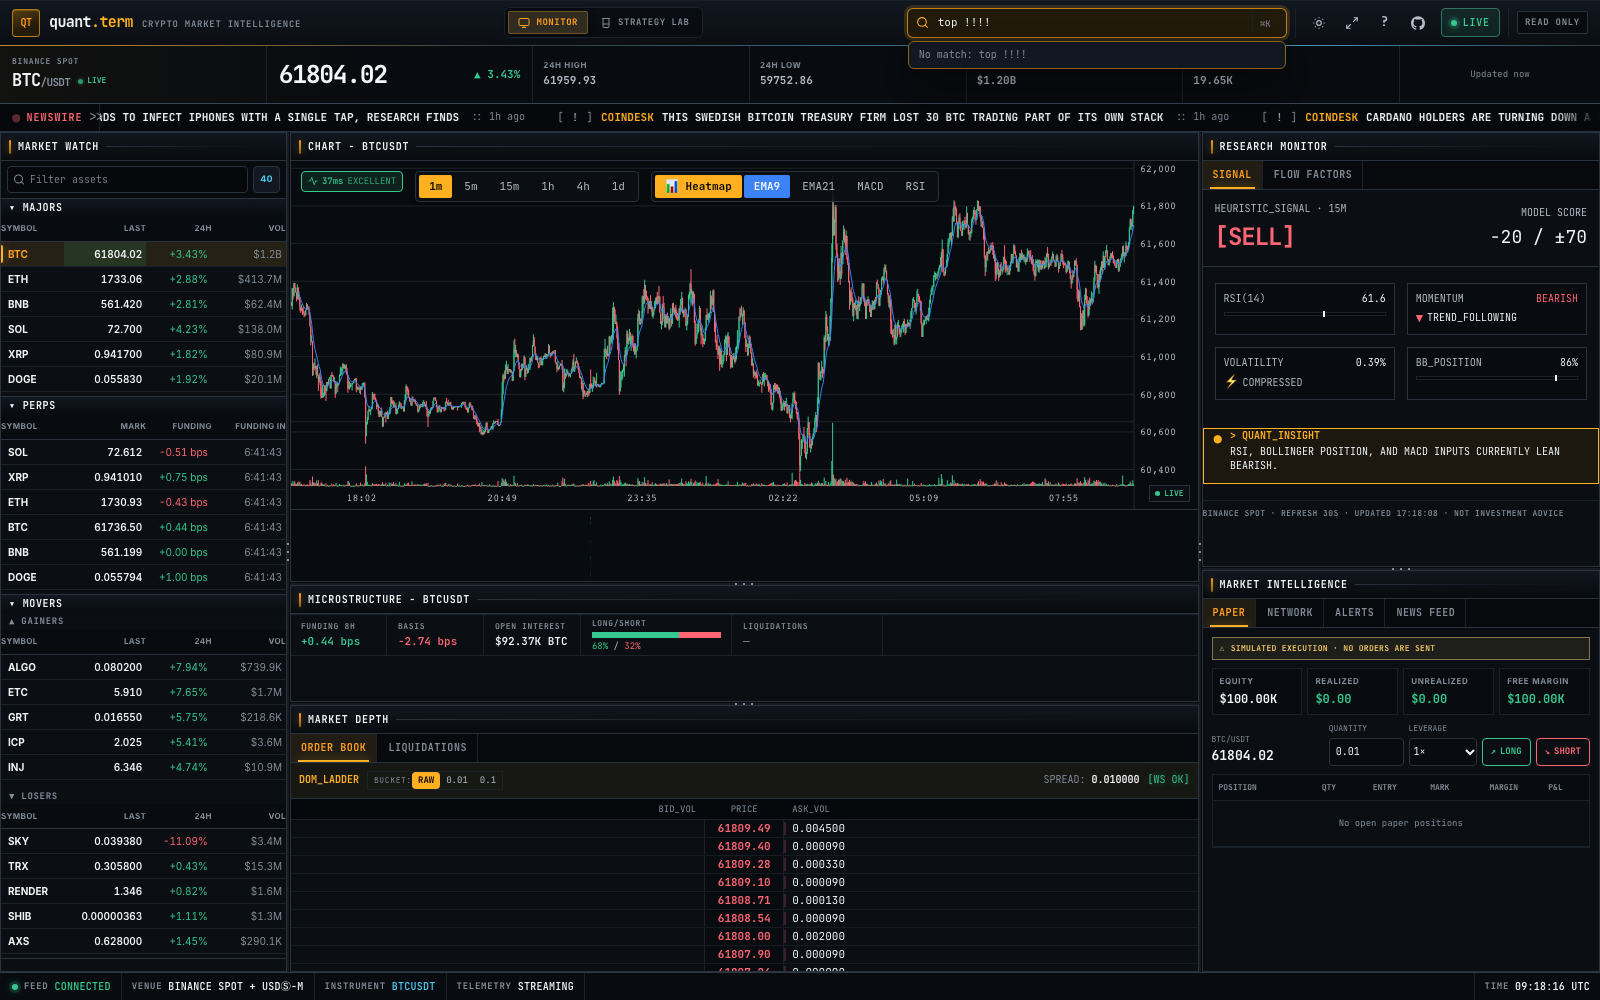 QT quant.term CRYPTO MARKET INTELLIGENCE MONITOR STRATEGY LAB top !!!! ⌘K ? LIVE READ ONLY
No match: top !!!!
BINANCE SPOT
BTC/USDT LIVE
61804.02 ▲ 3.43%
24H HIGH
61959.93
24H LOW
59752.86
$1.20B
19.65K
Updated now
NEWSWIRE >> ADS TO INFECT IPHONES WITH A SINGLE TAP, RESEARCH FINDS :: 1h ago [ ! ] COINDESK THIS SWEDISH BITCOIN TREASURY FIRM LOST 30 BTC TRADING PART OF ITS OWN STACK :: 1h ago [ ! ] COINDESK CARDANO HOLDERS ARE TURNING DOWN A
MARKET WATCH
Filter assets 40
▾ MAJORS
SYMBOL LAST 24H VOL
BTC 61804.02 +3.43% $1.2B
ETH 1733.06 +2.88% $413.7M
BNB 561.420 +2.81% $62.4M
SOL 72.700 +4.23% $138.0M
XRP 0.941700 +1.82% $80.9M
DOGE 0.055830 +1.92% $20.1M
▾ PERPS
SYMBOL MARK FUNDING FUNDING IN
SOL 72.612 -0.51 bps 6:41:43
XRP 0.941010 +0.75 bps 6:41:43
ETH 1730.93 -0.43 bps 6:41:43
BTC 61736.50 +0.44 bps 6:41:43
BNB 561.199 +0.00 bps 6:41:43
DOGE 0.055794 +1.00 bps 6:41:43
▾ MOVERS
▲ GAINERS
SYMBOL LAST 24H VOL
ALGO 0.080200 +7.94% $739.9K
ETC 5.910 +7.65% $1.7M
GRT 0.016550 +5.75% $218.6K
ICP 2.025 +5.41% $3.6M
INJ 6.346 +4.74% $10.9M
▼ LOSERS
SYMBOL LAST 24H VOL
SKY 0.039380 -11.09% $3.4M
TRX 0.305800 +0.43% $15.3M
RENDER 1.346 +0.82% $1.6M
SHIB 0.00000363 +1.11% $1.3M
AXS 0.628000 +1.45% $290.1K
CHART - BTCUSDT
37ms EXCELLENT 1m 5m 15m 1h 4h 1d 📊 Heatmap EMA9 EMA21 MACD RSI
62,000
61,800
61,600
61,400
61,200
61,000
60,800
60,600
60,400
18:02 20:49 23:35 02:22 05:09 07:55 LIVE
MICROSTRUCTURE - BTCUSDT
FUNDING 8H
+0.44 bps
BASIS
-2.74 bps
OPEN INTEREST
$92.37K BTC
LONG/SHORT
68% / 32%
LIQUIDATIONS
—
MARKET DEPTH
ORDER BOOK LIQUIDATIONS
DOM_LADDER BUCKET: RAW 0.01 0.1 SPREAD: 0.010000 [WS OK]
BID_VOL PRICE ASK_VOL
61809.49 0.004500
61809.40 0.000090
61809.28 0.000330
61809.10 0.000090
61808.71 0.000130
61808.54 0.000090
61808.00 0.002000
61807.90 0.000090
RESEARCH MONITOR
SIGNAL FLOW FACTORS
HEURISTIC_SIGNAL · 15M
[SELL]
MODEL SCORE
-20 / ±70
RSI(14) 61.6
MOMENTUM BEARISH
▼ TREND_FOLLOWING
VOLATILITY 0.39%
⚡ COMPRESSED
BB_POSITION 86%
> QUANT_INSIGHT
RSI, BOLLINGER POSITION, AND MACD INPUTS CURRENTLY LEAN
BEARISH.
BINANCE SPOT · REFRESH 30S · UPDATED 17:18:08 · NOT INVESTMENT ADVICE
MARKET INTELLIGENCE
PAPER NETWORK ALERTS NEWS FEED
⚠ SIMULATED EXECUTION · NO ORDERS ARE SENT
EQUITY
$100.00K
REALIZED
$0.00
UNREALIZED
$0.00
FREE MARGIN
$100.00K
BTC/USDT
61804.02
QUANTITY
0.01
LEVERAGE
1×
↗ LONG ↘ SHORT
POSITION QTY ENTRY MARK MARGIN P&L
No open paper positions
FEED CONNECTED VENUE BINANCE SPOT + USDⓈ-M INSTRUMENT BTCUSDT TELEMETRY STREAMING TIME 09:18:16 UTC